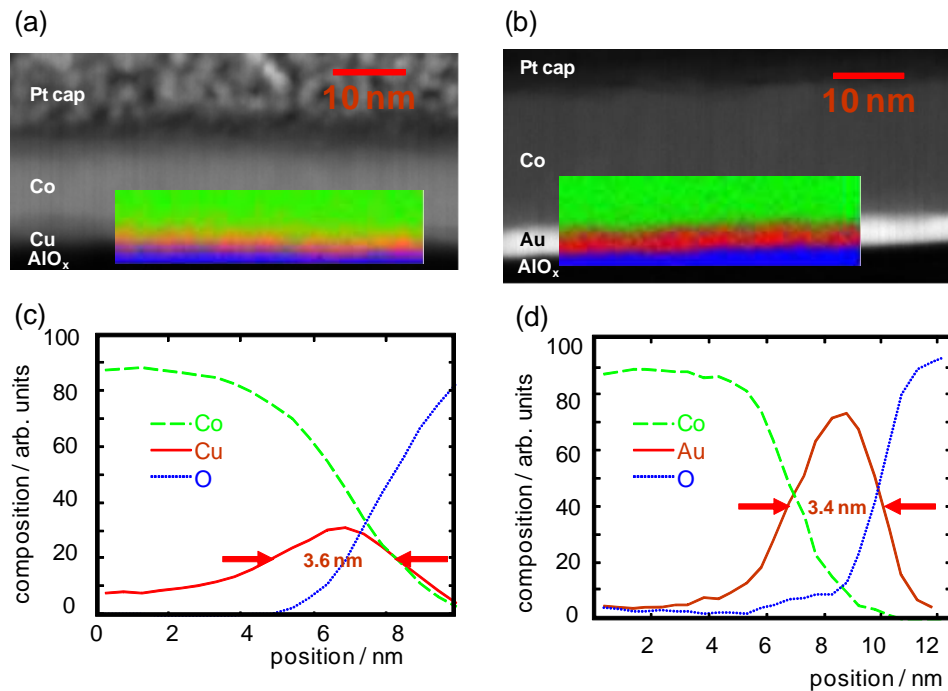 (a)
Pt cap
10 nm
Co
Cu
AlOₓ
(b)
Pt cap
10 nm
Co
Au
AlOₓ
(c)
100
80
60
40
20
0
composition / arb. units
Co
Cu
O
3.6 nm
0 2 4 6 8
position / nm
(d)
100
80
60
40
20
0
composition / arb. units
Co
Au
O
3.4 nm
2 4 6 8 10 12
position / nm